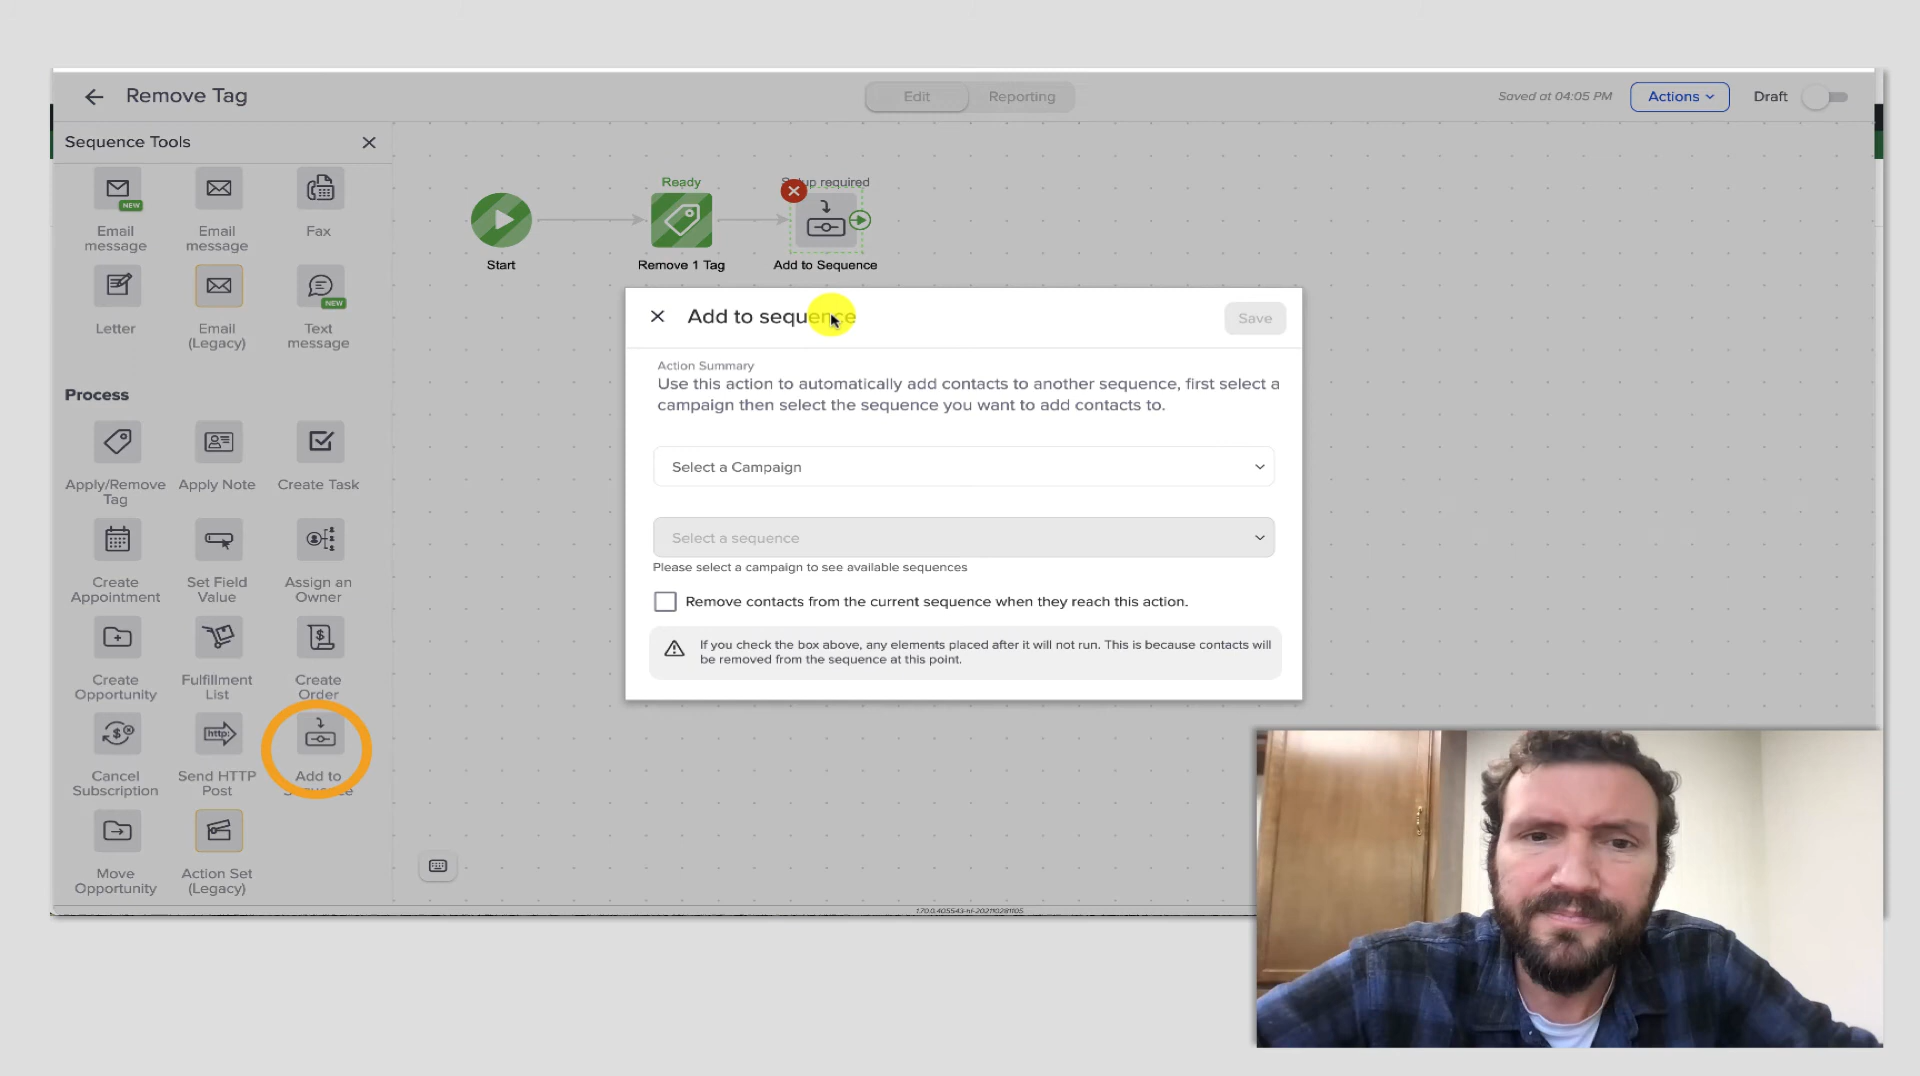 Remove Tag
Edit
Reporting
Saved at 04:05 PM
Actions
Draft
Sequence Tools
NEW
Email
message
Email
message
Fax
Letter
Email
(Legacy)
NEW
Text
message
Process
Apply/Remove
Tag
Apply Note
Create Task
Create
Appointment
Set Field
Value
Assign an
Owner
Create
Opportunity
Fulfillment
List
Create
Order
Cancel
Subscription
http:
Send HTTP
Post
Add to
Sequence
Move
Opportunity
Action Set
(Legacy)
Start
Ready
Remove 1 Tag
Setup required
Add to Sequence
Add to sequence
Save
Action Summary
Use this action to automatically add contacts to another sequence, first select a
campaign then select the sequence you want to add contacts to.
Select a Campaign
Select a sequence
Please select a campaign to see available sequences
Remove contacts from the current sequence when they reach this action.
If you check the box above, any elements placed after it will not run. This is because contacts will
be removed from the sequence at this point.